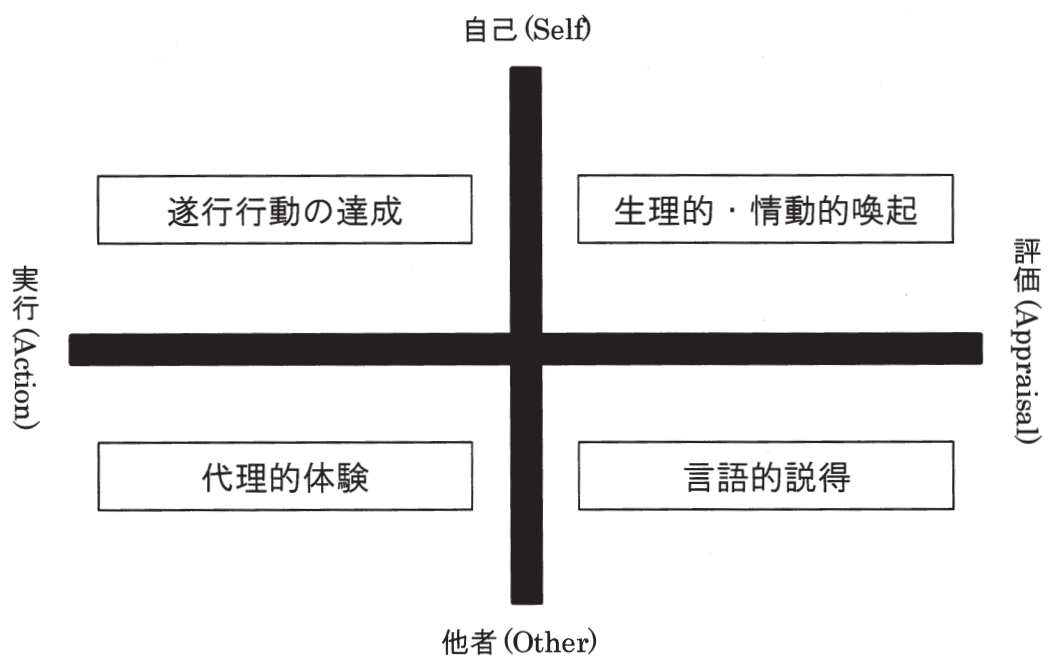 自己 (Self)
遂行行動の達成
生理的・情動的喚起
実行 (Action)
評価 (Appraisal)
代理的体験
言語的説得
他者 (Other)